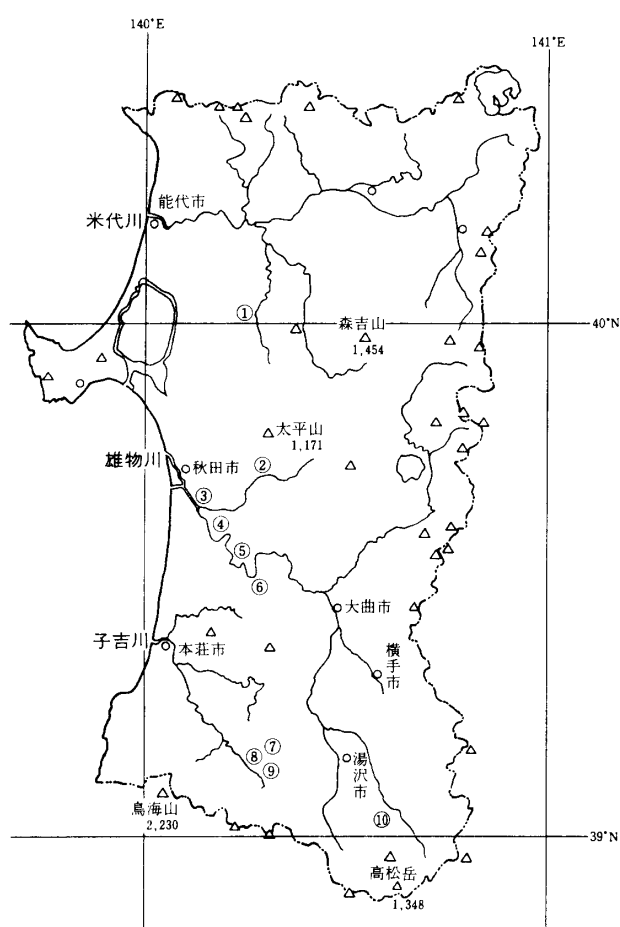 140°E
141°E
能代市
米代川
①
森吉山
1,454
40°N
太平山
1,171
雄物川
秋田市
②
③
④
⑤
⑥
大曲市
子吉川
本荘市
横手市
⑦
⑧
⑨
湯沢市
鳥海山
2,230
⑩
39°N
高松岳
1,348